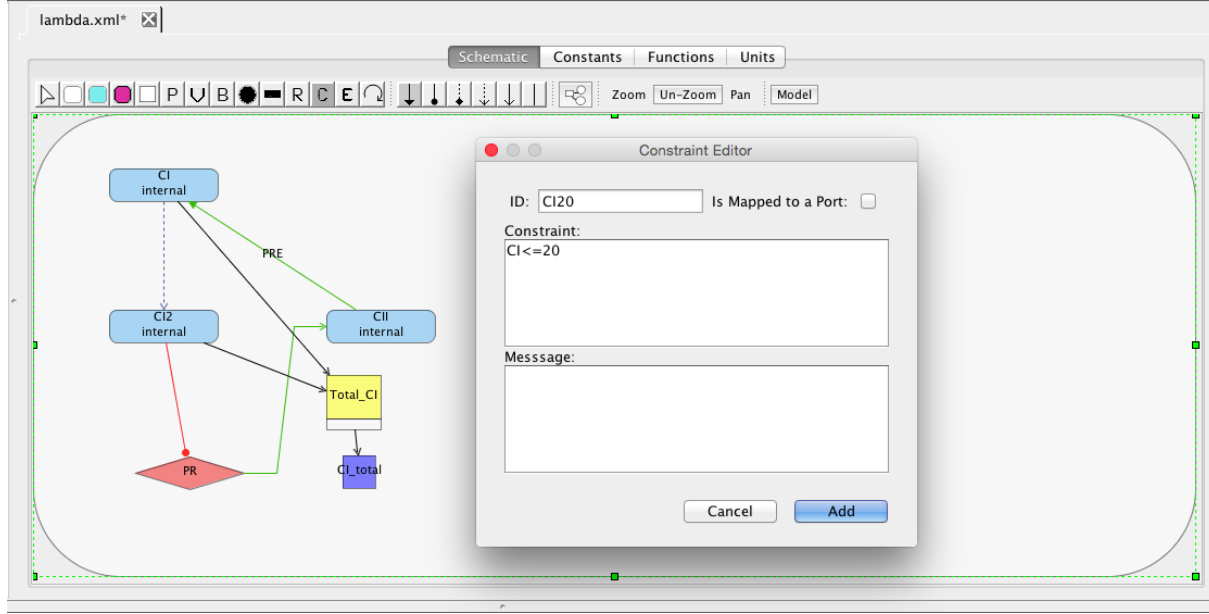 lambda.xml*
Schematic Constants Functions Units
P V B R C E Zoom Un-Zoom Pan Model
Constraint Editor
CI
internal
ID: CI20 Is Mapped to a Port:
Constraint:
CI<=20
PRE
CI2
internal
CII
internal
Messsage:
Total_CI
PR
CI_total
Cancel Add